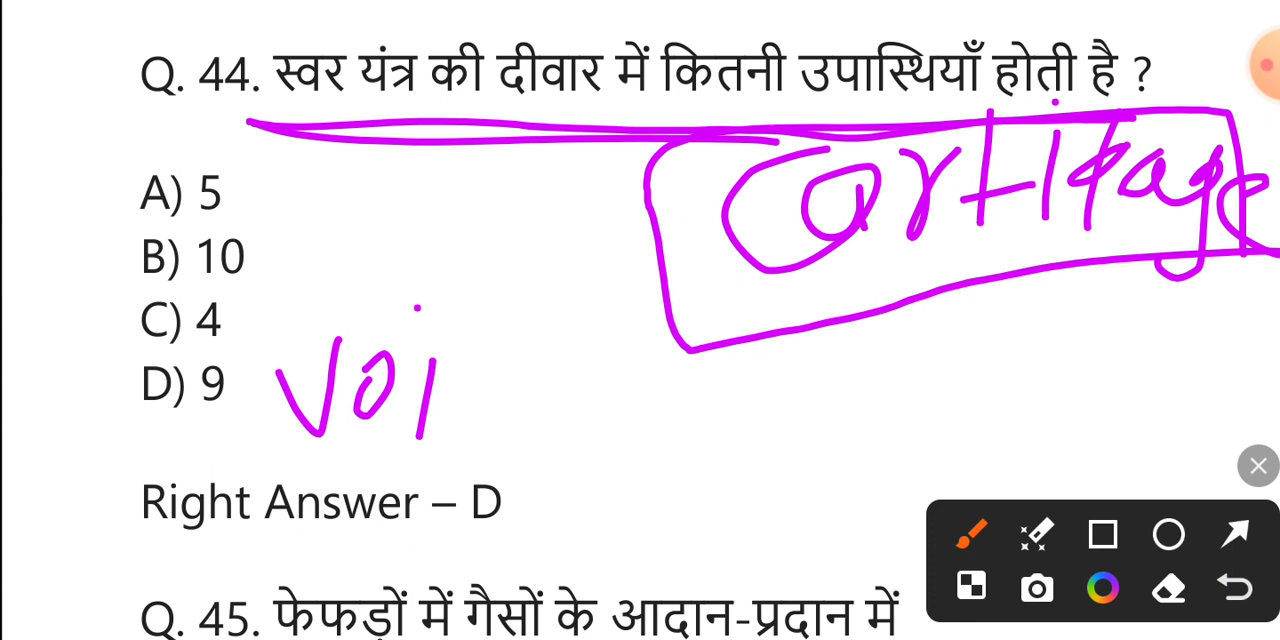 Q. 44. स्वर यंत्र की दीवार में कितनी उपास्थियाँ होती है ?
Cartilage
A) 5
B) 10
C) 4
D) 9
voi
Right Answer – D
Q. 45. फेफड़ों में गैसों के आदान-प्रदान में